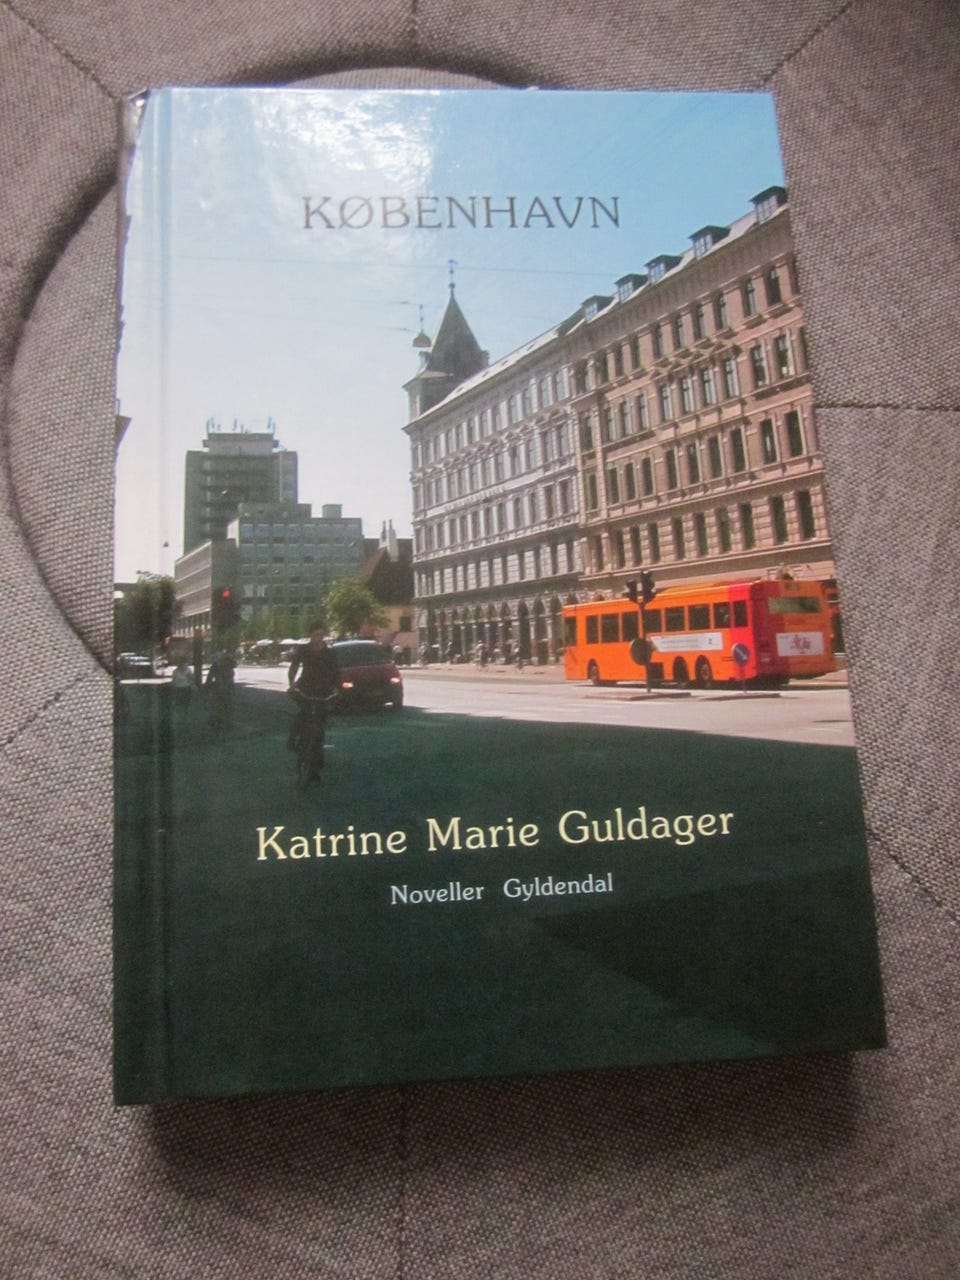 KØBENHAVN
Katrine Marie Guldager
Noveller Gyldendal